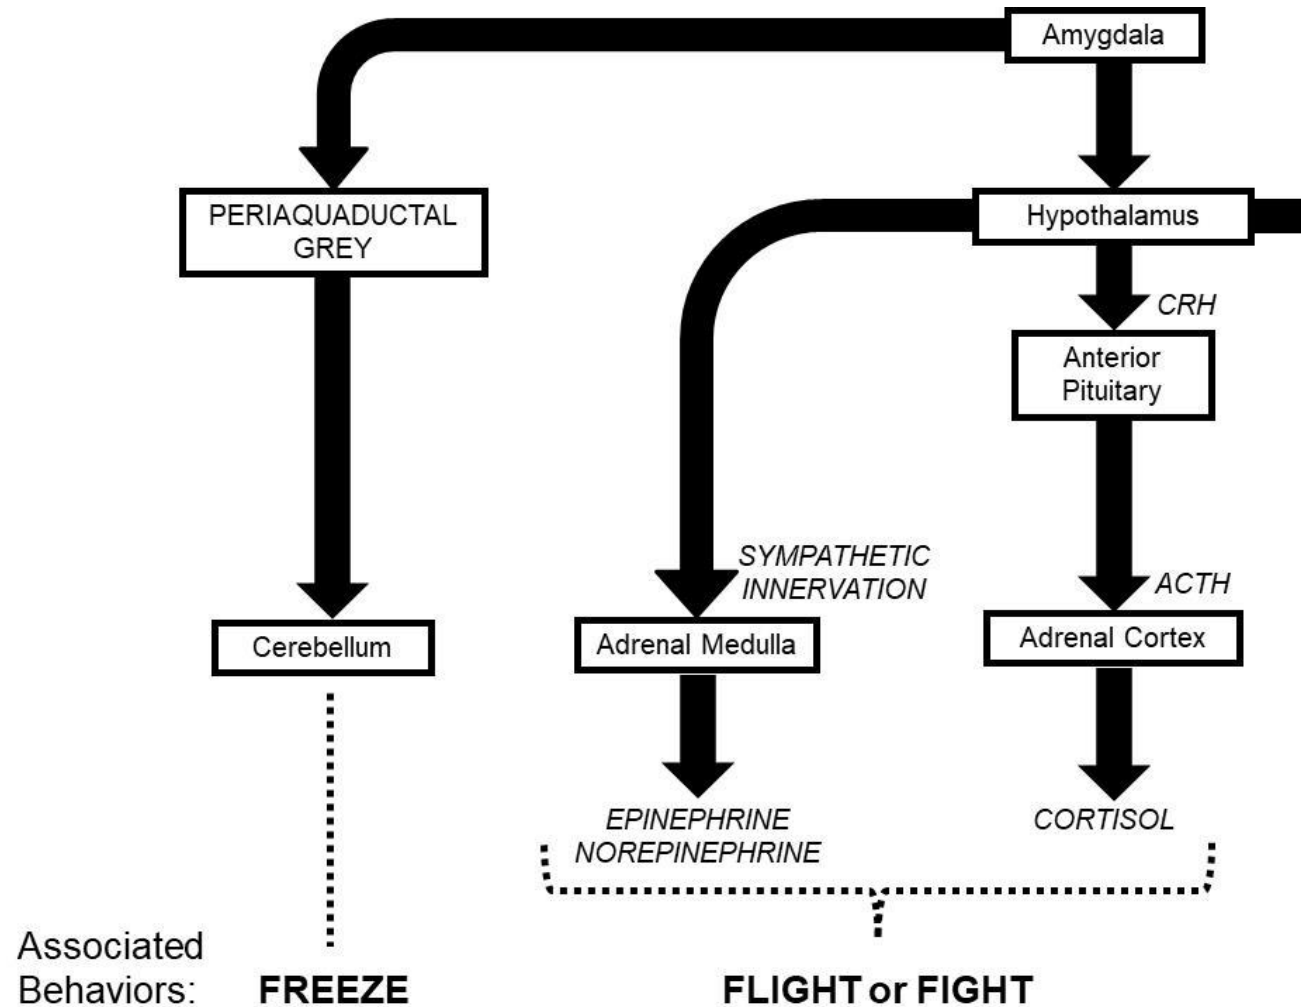 Amygdala
PERIAQUADUCTAL
GREY
Hypothalamus
CRH
Anterior
Pituitary
SYMPATHETIC
INNERVATION
ACTH
Cerebellum
Adrenal Medulla
Adrenal Cortex
EPINEPHRINE
NOREPINEPHRINE
CORTISOL
Associated
Behaviors:
FREEZE
FLIGHT or FIGHT